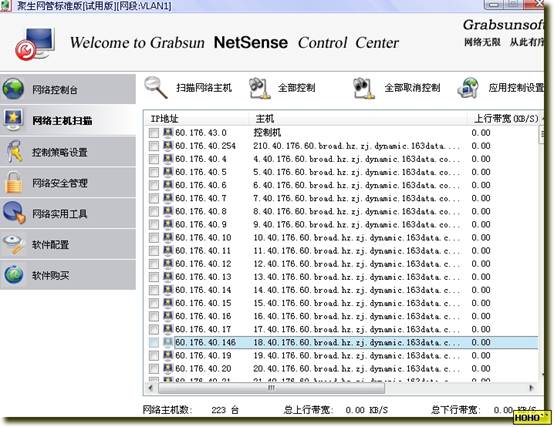 聚生网管标准版[试用版][网段:VLAN1]
Grabsunsoft
Welcome to Grabsun NetSense Control Center
网络无限 从此有序
网络控制台
网络主机扫描
控制策略设置
网络安全管理
网络实用工具
软件配置
软件购买
扫描网络主机 全部控制 全部取消控制 应用控制设置
IP地址 主机 上行带宽(KB/S)
60.176.43.0 控制机 0.00
60.176.40.254 210.40.176.60.broad.hz.zj.dynamic.163data.... 0.00
60.176.40.4 4.40.176.60.broad.hz.zj.dynamic.163data.co... 0.00
60.176.40.5 5.40.176.60.broad.hz.zj.dynamic.163data.co... 0.00
60.176.40.6 6.40.176.60.broad.hz.zj.dynamic.163data.co... 0.00
60.176.40.7 7.40.176.60.broad.hz.zj.dynamic.163data.co... 0.00
60.176.40.8 8.40.176.60.broad.hz.zj.dynamic.163data.co... 0.00
60.176.40.9 9.40.176.60.broad.hz.zj.dynamic.163data.co... 0.00
60.176.40.10 10.40.176.60.broad.hz.zj.dynamic.163data.c... 0.00
60.176.40.11 11.40.176.60.broad.hz.zj.dynamic.163data.c... 0.00
60.176.40.12 12.40.176.60.broad.hz.zj.dynamic.163data.c... 0.00
60.176.40.13 13.40.176.60.broad.hz.zj.dynamic.163data.c... 0.00
60.176.40.14 14.40.176.60.broad.hz.zj.dynamic.163data.c... 0.00
60.176.40.15 15.40.176.60.broad.hz.zj.dynamic.163data.c... 0.00
60.176.40.16 16.40.176.60.broad.hz.zj.dynamic.163data.c... 0.00
60.176.40.17 17.40.176.60.broad.hz.zj.dynamic.163data.c... 0.00
60.176.40.146 18.40.176.60.broad.hz.zj.dynamic.163data.c... 0.00
60.176.40.19 19.40.176.60.broad.hz.zj.dynamic.163data.c... 0.00
60.176.40.20 20.40.176.60.broad.hz.zj.dynamic.163data.c... 0.00
60.176.40.21 21.40.176.60.broad.hz.zj.dynamic.163data.c... 0.00
网络主机数: 223 台 总上行带宽: 0.00 KB/S 总下行带宽: 0.00 KB/S
HOHO